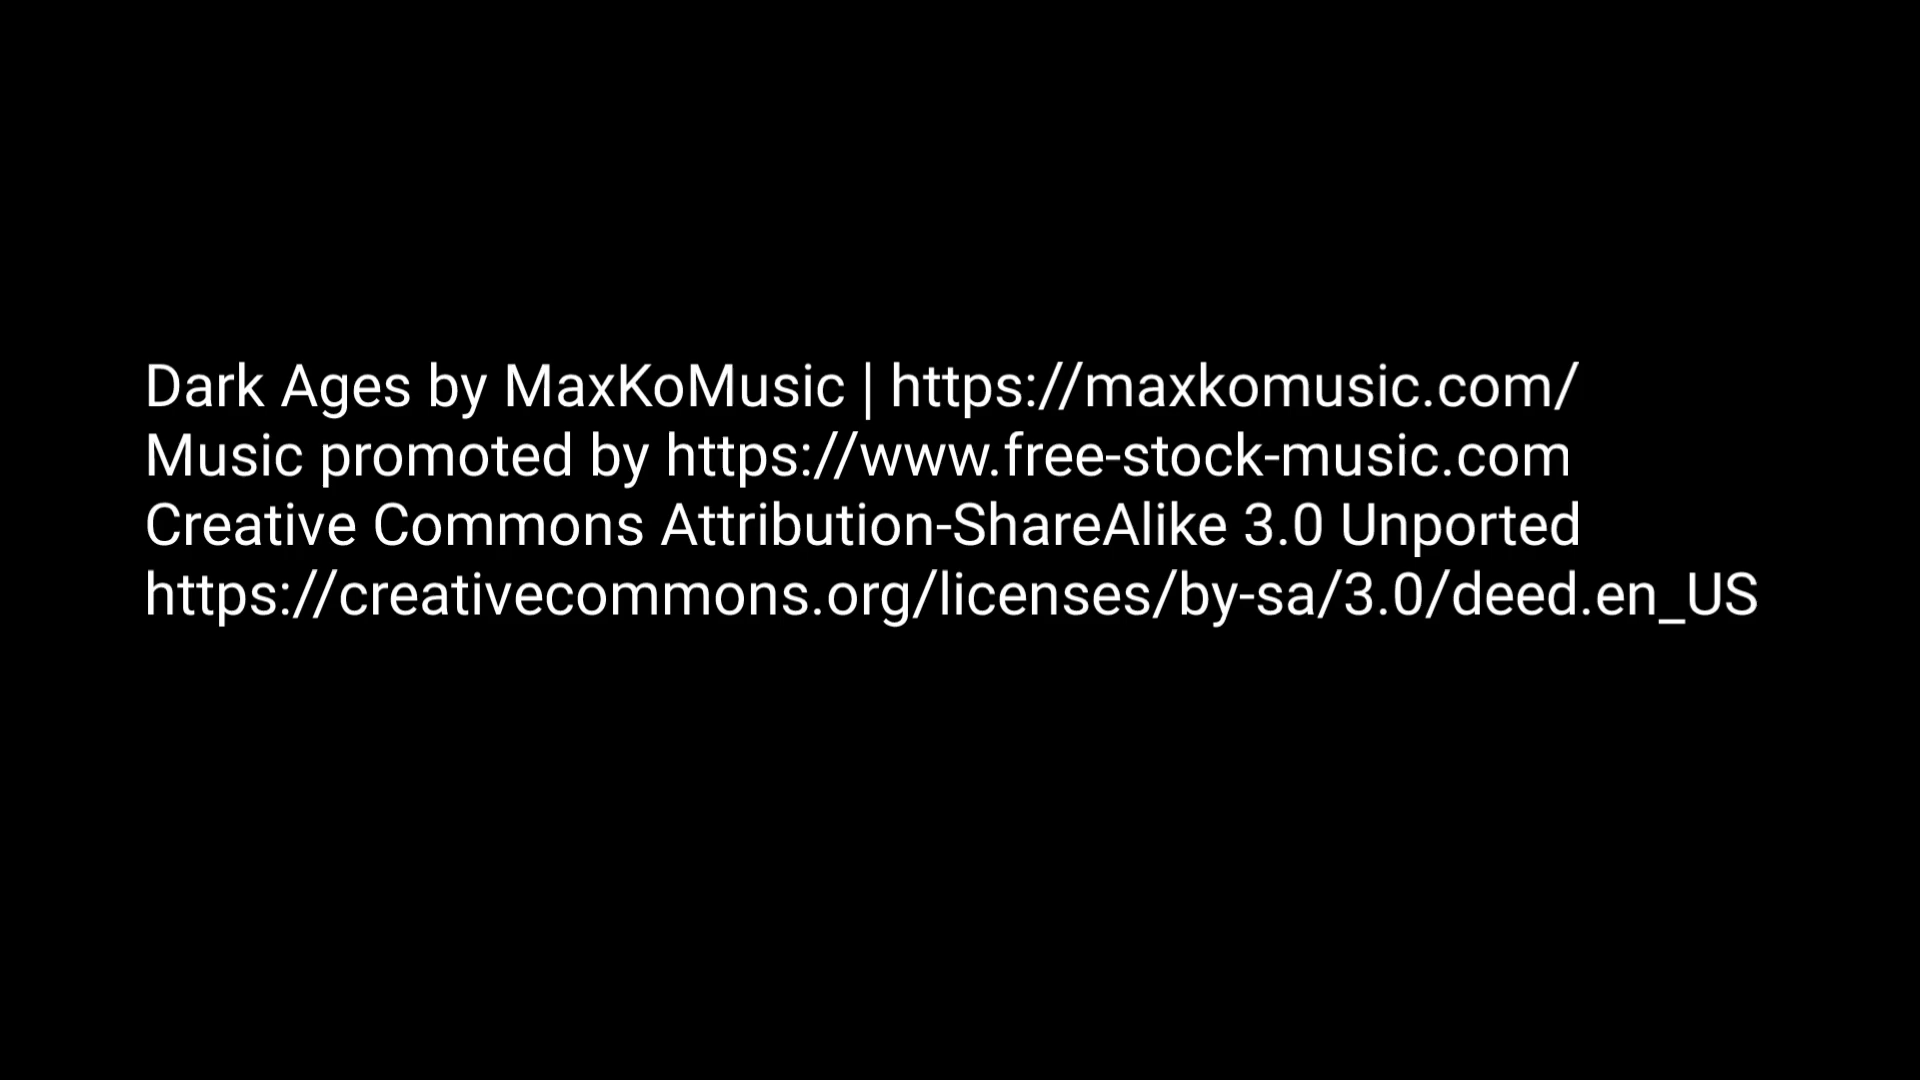 Dark Ages by MaxKoMusic | https://maxkomusic.com/
Music promoted by https://www.free-stock-music.com
Creative Commons Attribution-ShareAlike 3.0 Unported
https://creativecommons.org/licenses/by-sa/3.0/deed.en_US